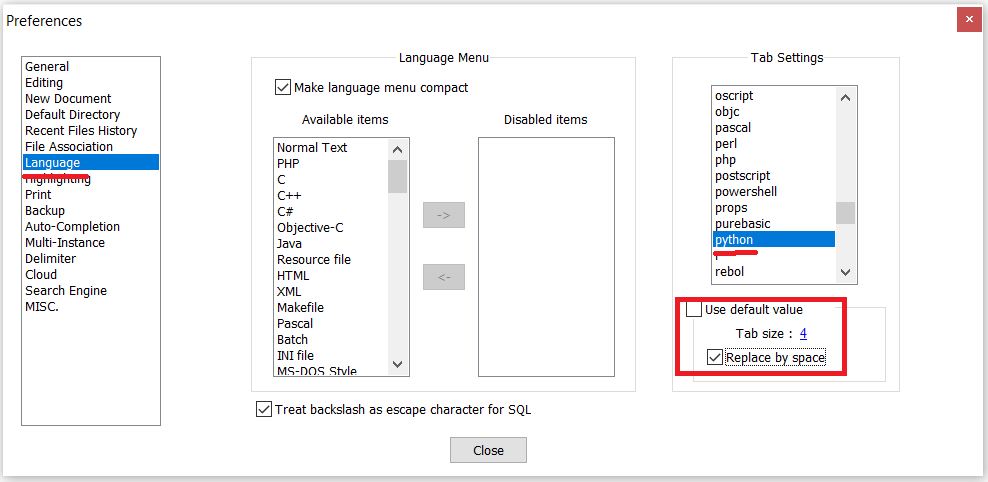 Preferences
General
Editing
New Document
Default Directory
Recent Files History
File Association
Language
Highlighting
Print
Backup
Auto-Completion
Multi-Instance
Delimiter
Cloud
Search Engine
MISC.
Language Menu
Make language menu compact
Available items
Normal Text
PHP
C
C++
C#
Objective-C
Java
Resource file
HTML
XML
Makefile
Pascal
Batch
INI file
MS-DOS Style
->
<-
Disabled items
Treat backslash as escape character for SQL
Tab Settings
oscript
objc
pascal
perl
php
postscript
powershell
props
purebasic
python
rebol
Use default value
Tab size : 4
Replace by space
Close